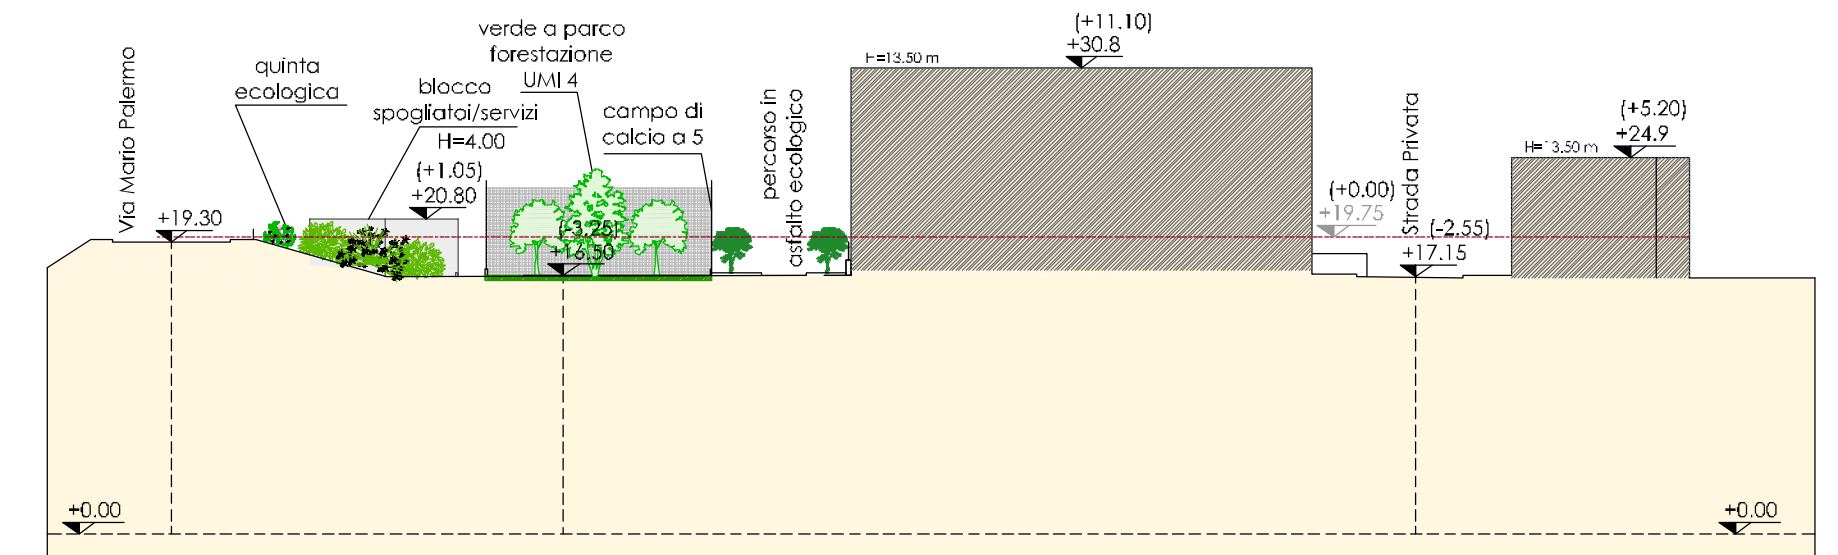 Via Mario Palermo
+19.30
quinta
ecologica
blocco
spogliatoi/servizi
H=4.00
(+1.05)
+20.80
verde a parco
forestazione
UMI 4
campo di
calcio a 5
(-3.25)
+16.50
percorso in
asfalto ecologico
H=13.50 m
(+11.10)
+30.8
(+0.00)
+19.75
Strada Privata
(-2.55)
+17.15
H=13.50 m
(+5.20)
+24.9
+0.00
+0.00